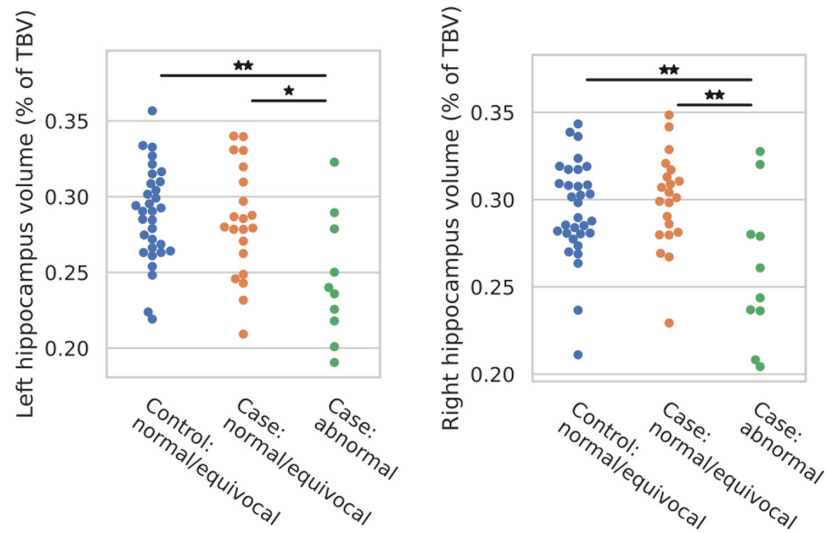 Left hippocampus volume (% of TBV)
0.35
0.30
0.25
0.20
★★
★
Control:
normal/equivocal
Case:
normal/equivocal
Case:
abnormal
Right hippocampus volume (% of TBV)
0.35
0.30
0.25
0.20
★★
★★
Control:
normal/equivocal
Case:
normal/equivocal
Case:
abnormal